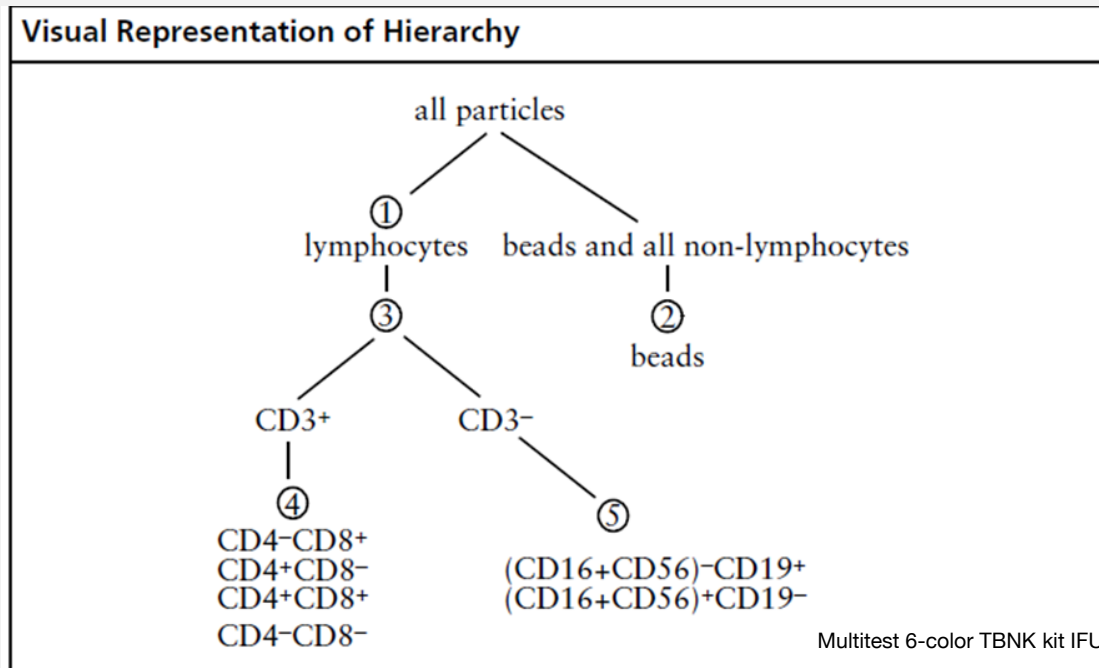 Visual Representation of Hierarchy
all particles
①
lymphocytes
beads and all non-lymphocytes
③
②
beads
CD3+
CD3–
④
⑤
CD4–CD8+
CD4+CD8–
CD4+CD8+
CD4–CD8–
(CD16+CD56)–CD19+
(CD16+CD56)+CD19–
Multitest 6-color TBNK kit IFU